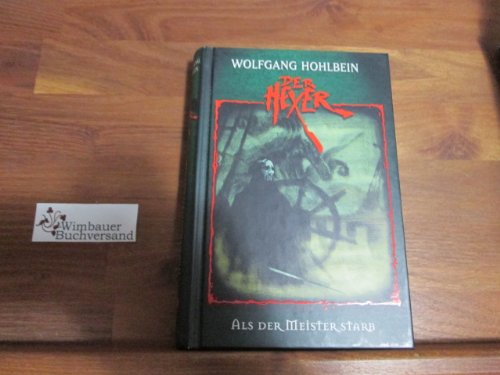 WOLFGANG HOHLBEIN
DER
HEXER
ALS DER MEISTER STARB
Wimbauer
Buchversand